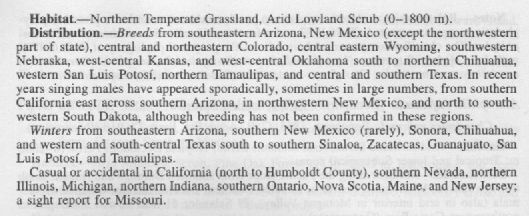 Habitat.—Northern Temperate Grassland, Arid Lowland Scrub (0–1800 m).
Distribution.—Breeds from southeastern Arizona, New Mexico (except the northwestern
part of state), central and northeastern Colorado, central eastern Wyoming, southwestern
Nebraska, west-central Kansas, and west-central Oklahoma south to northern Chihuahua,
western San Luis Potosí, northern Tamaulipas, and central and southern Texas. In recent
years singing males have appeared sporadically, sometimes in large numbers, from southern
California east across southern Arizona, in northwestern New Mexico, and north to south-
western South Dakota, although breeding has not been confirmed in these regions.
Winters from southeastern Arizona, southern New Mexico (rarely), Sonora, Chihuahua,
and western and south-central Texas south to southern Sinaloa, Zacatecas, Guanajuato, San
Luis Potosí, and Tamaulipas.
Casual or accidental in California (north to Humboldt County), southern Nevada, northern
Illinois, Michigan, northern Indiana, southern Ontario, Nova Scotia, Maine, and New Jersey;
a sight report for Missouri.